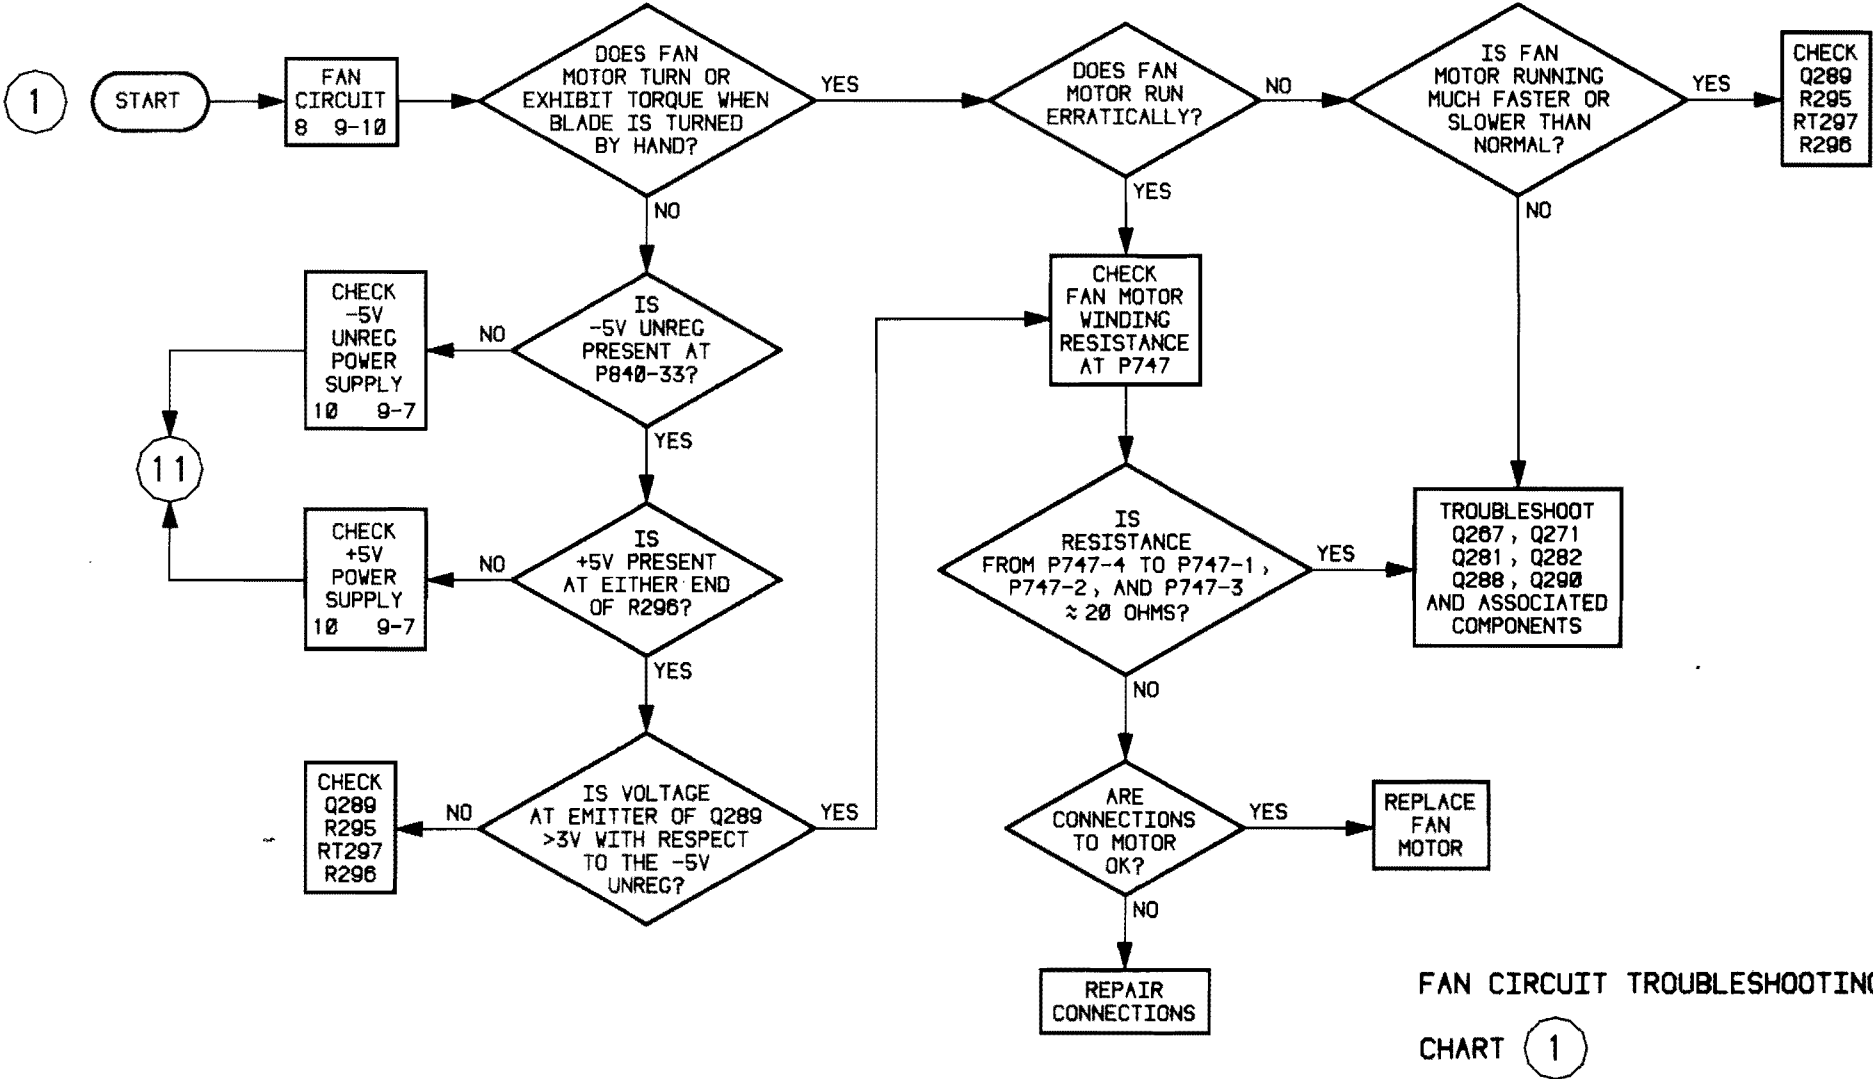 1
START
FAN
CIRCUIT
8 9-10
DOES FAN
MOTOR TURN OR
EXHIBIT TORQUE WHEN
BLADE IS TURNED
BY HAND?
YES
NO
DOES FAN
MOTOR RUN
ERRATICALLY?
NO
YES
IS FAN
MOTOR RUNNING
MUCH FASTER OR
SLOWER THAN
NORMAL?
YES
NO
CHECK
Q289
R295
RT297
R296
CHECK
-5V
UNREG
POWER
SUPPLY
10 9-7
NO
IS
-5V UNREG
PRESENT AT
P840-33?
YES
CHECK
FAN MOTOR
WINDING
RESISTANCE
AT P747
11
CHECK
+5V
POWER
SUPPLY
10 9-7
NO
IS
+5V PRESENT
AT EITHER END
OF R296?
YES
IS
RESISTANCE
FROM P747-4 TO P747-1,
P747-2, AND P747-3
≈ 20 OHMS?
YES
NO
TROUBLESHOOT
Q267, Q271
Q281, Q282
Q288, Q290
AND ASSOCIATED
COMPONENTS
CHECK
Q289
R295
RT297
R296
NO
IS VOLTAGE
AT EMITTER OF Q289
>3V WITH RESPECT
TO THE -5V
UNREG?
YES
ARE
CONNECTIONS
TO MOTOR
OK?
YES
NO
REPLACE
FAN
MOTOR
REPAIR
CONNECTIONS
FAN CIRCUIT TROUBLESHOOTING
CHART 1